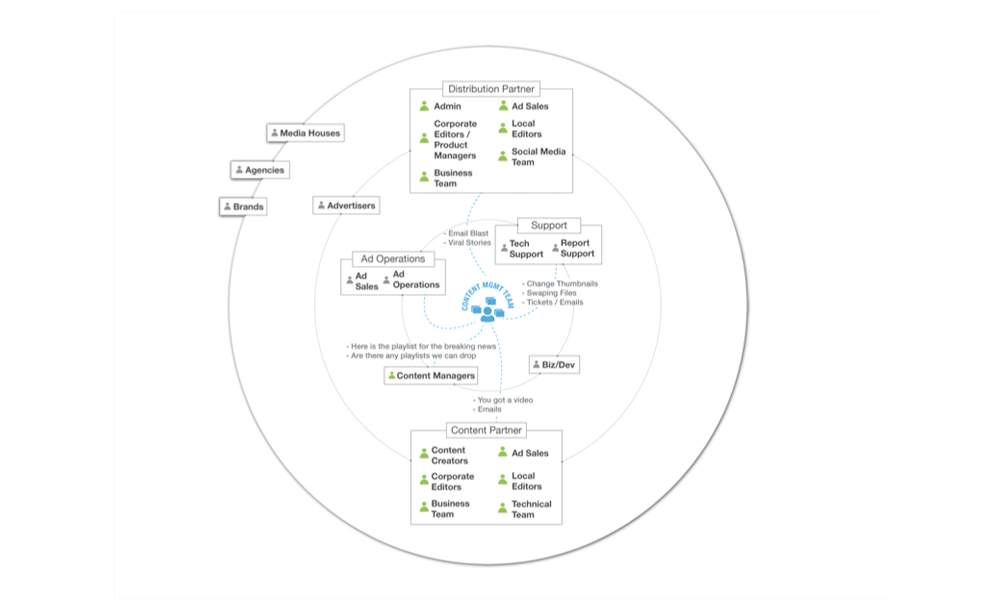 Distribution Partner
Admin
Ad Sales
Corporate
Editors /
Product
Managers
Local
Editors
Social Media
Team
Business
Team
Media Houses
Agencies
Brands
Advertisers
- Email Blast
- Viral Stories
Support
Tech
Support
Report
Support
Ad Operations
Ad
Sales
Ad
Operations
CONTENT MGMT TEAM
- Change Thumbnails
- Swaping Files
- Tickets / Emails
- Here is the playlist for the breaking news
- Are there any playlists we can drop
Content Managers
Biz/Dev
- You got a video
- Emails
Content Partner
Content
Creators
Ad Sales
Corporate
Editors
Local
Editors
Business
Team
Technical
Team